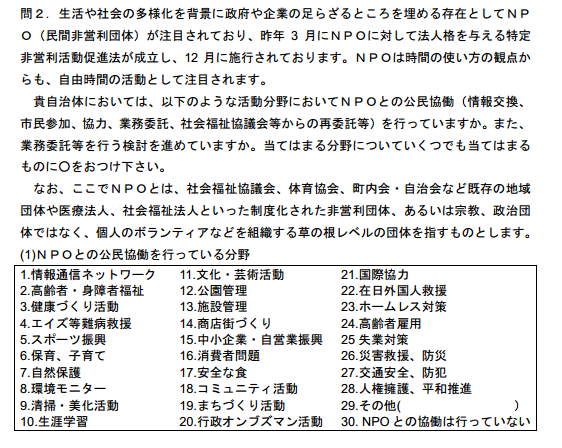 問２．生活や社会の多様化を背景に政府や企業の足らざるところを埋める存在としてＮＰ
Ｏ（民間非営利団体）が注目されており、昨年 3 月にＮＰＯに対して法人格を与える特定
非営利活動促進法が成立し、12 月に施行されております。ＮＰＯは時間の使い方の観点か
らも、自由時間の活動として注目されます。
貴自治体においては、以下のような活動分野においてＮＰＯとの公民協働（情報交換、
市民参加、協力、業務委託、社会福祉協議会等からの再委託等）を行っていますか。また、
業務委託等を行う検討を進めていますか。当てはまる分野についていくつでも当てはまる
ものに〇をおつけ下さい。
なお、ここでＮＰＯとは、社会福祉協議会、体育協会、町内会・自治会など既存の地域
団体や医療法人、社会福祉法人といった制度化された非営利団体、あるいは宗教、政治団
体ではなく、個人のボランティアなどを組織する草の根レベルの団体を指すものとします。
(1)ＮＰＯとの公民協働を行っている分野
1.情報通信ネットワーク 11.文化・芸術活動 21.国際協力
2.高齢者・身障者福祉 12.公園管理 22.在日外国人救援
3.健康づくり活動 13.施設管理 23.ホームレス対策
4.エイズ等難病救援 14.商店街づくり 24.高齢者雇用
5.スポーツ振興 15.中小企業・自営業振興 25 失業対策
6.保育、子育て 16.消費者問題 26.災害救援、防災
7.自然保護 17.安全な食 27.交通安全、防犯
8.環境モニター 18.コミュニティ活動 28.人権擁護、平和推進
9.清掃・美化活動 19.まちづくり活動 29.その他( )
10.生涯学習 20.行政オンブズマン活動 30. NPO との協働は行っていない